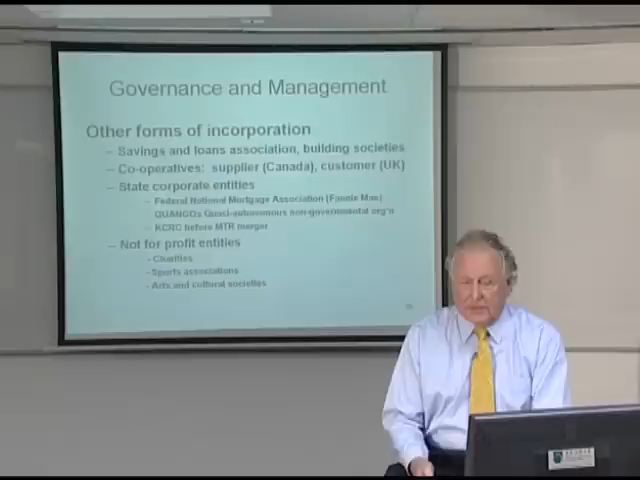 Governance and Management
Other forms of incorporation
– Savings and loans association, building societies
– Co-operatives: supplier (Canada), customer (UK)
– State corporate entities
– Federal National Mortgage Association (Fannie Mae)
QUANGOs Quasi-autonomous non-governmental org'n
– KCRC before MTR merger
– Not for profit entities
- Charities
- Sports associations
- Arts and cultural societies